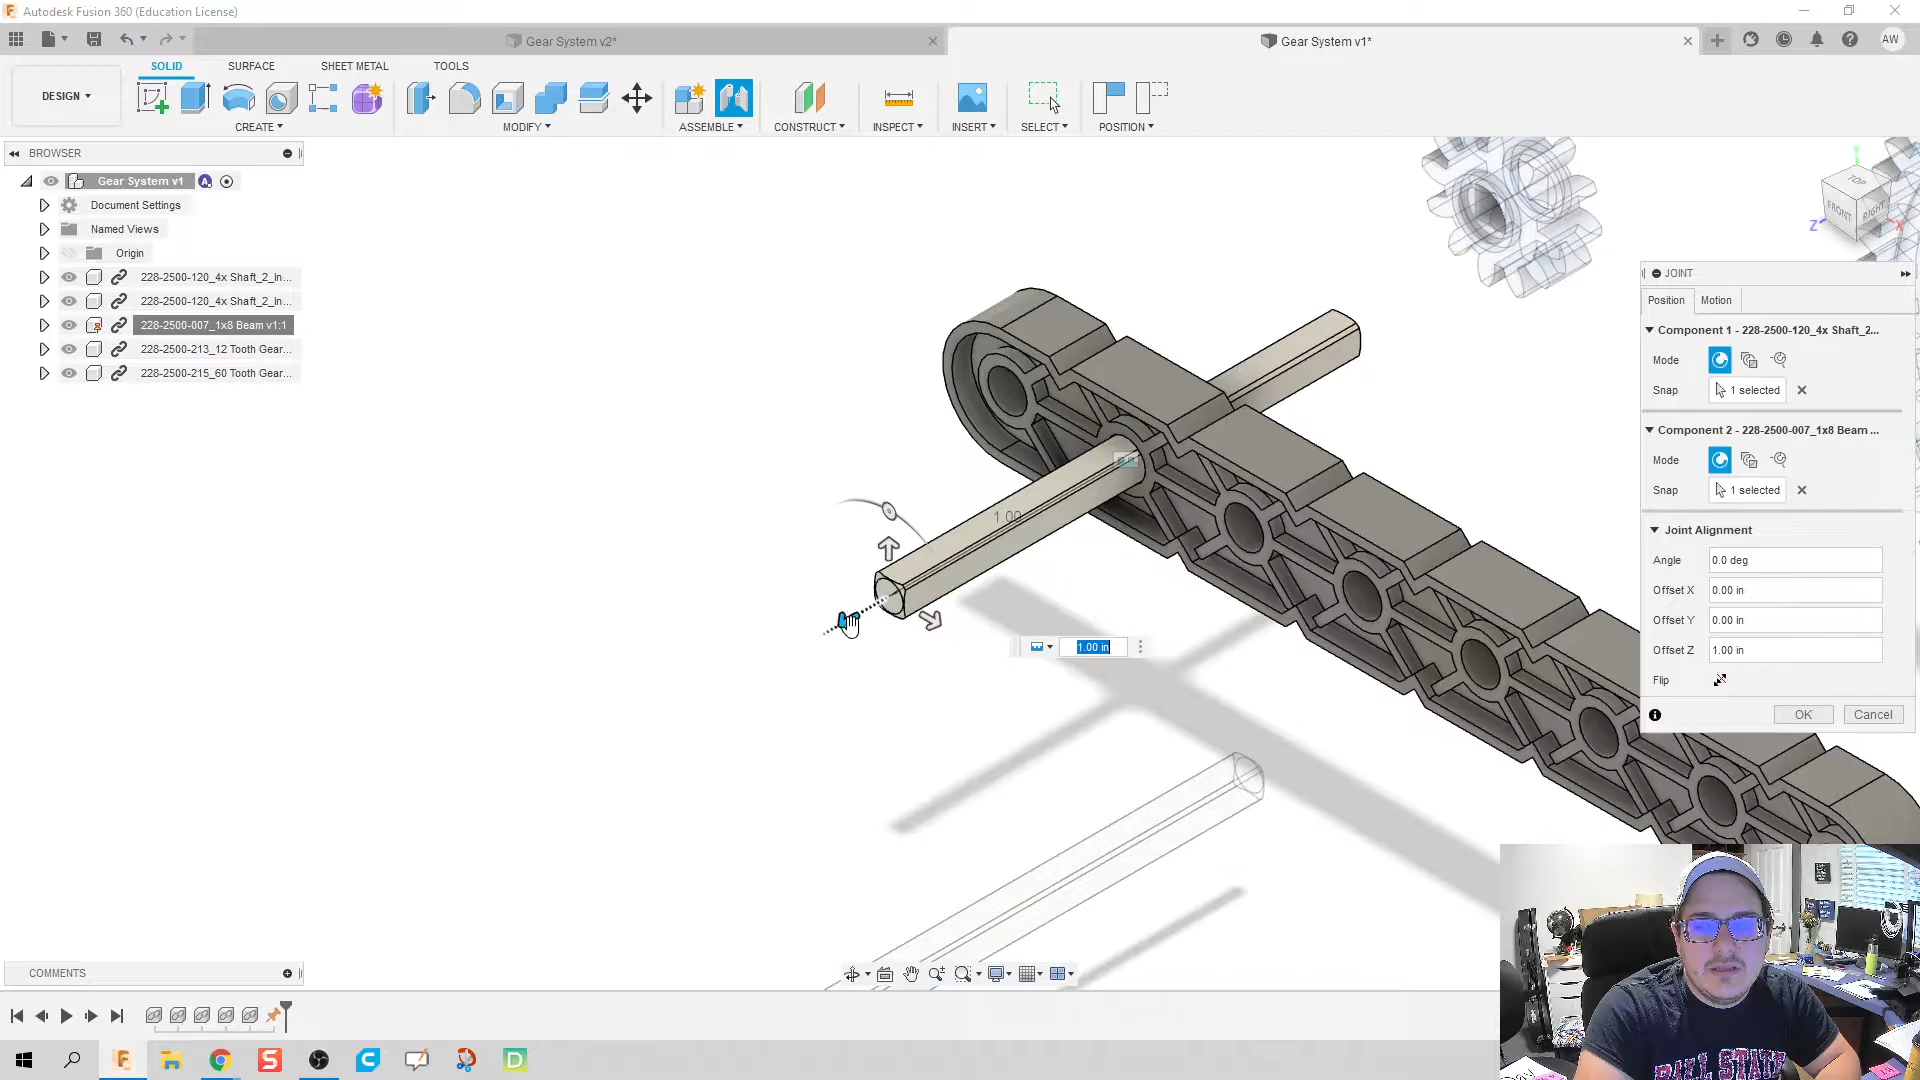 Autodesk Fusion 360 (Education License)
Gear System v2*
Gear System v1*
AW
DESIGN
SOLID
SURFACE
SHEET METAL
TOOLS
CREATE
MODIFY
ASSEMBLE
CONSTRUCT
INSPECT
INSERT
SELECT
POSITION
BROWSER
Gear System v1
A
Document Settings
Named Views
Origin
228-2500-120_4x Shaft_2_In...
228-2500-120_4x Shaft_2_In...
228-2500-007_1x8 Beam v1:1
228-2500-213_12 Tooth Gear...
228-2500-215_60 Tooth Gear...
1.00
1.00 in
Y
TOP
FRONT
RIGHT
Z
X
JOINT
Position
Motion
Component 1 - 228-2500-120_4x Shaft_2...
Mode
Snap
1 selected
Component 2 - 228-2500-007_1x8 Beam ...
Mode
Snap
1 selected
Joint Alignment
Angle
0.0 deg
Offset X
0.00 in
Offset Y
0.00 in
Offset Z
1.00 in
Flip
OK
Cancel
COMMENTS
BALL STATE